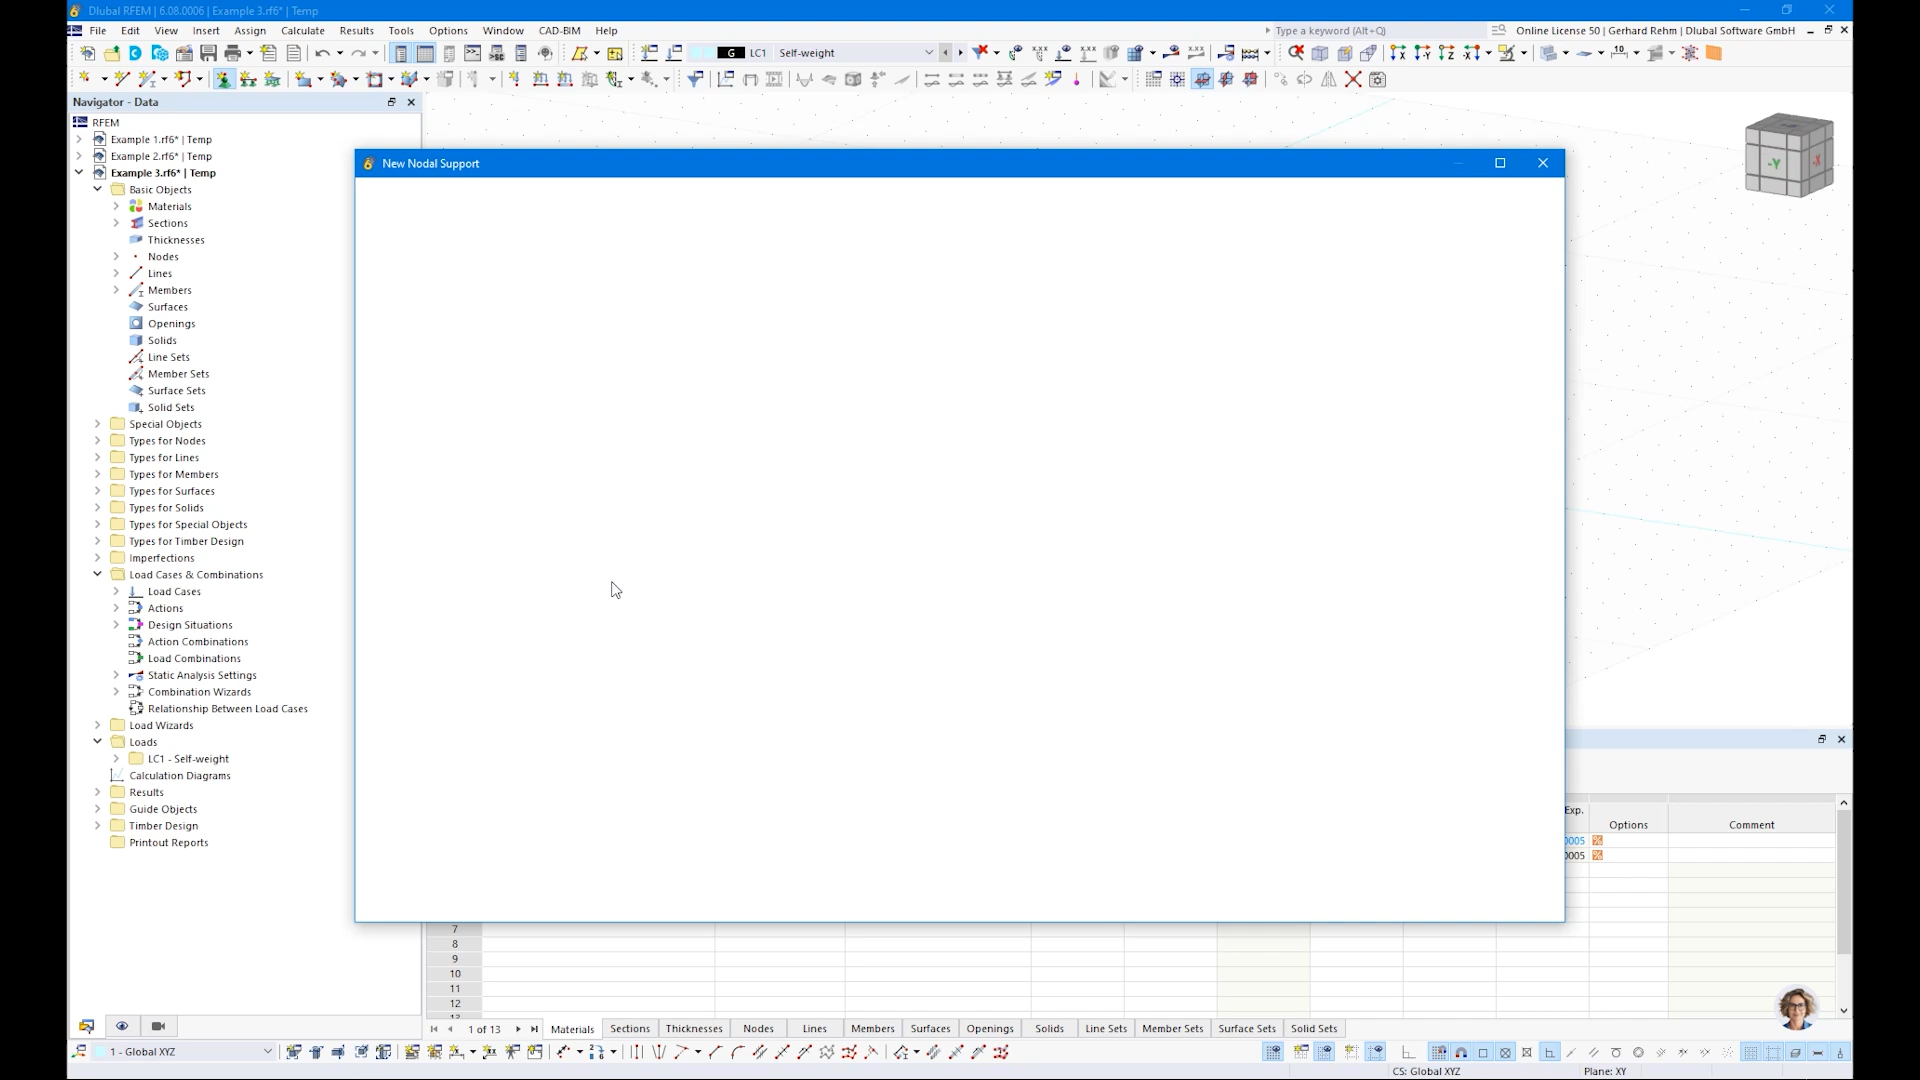 Dlubal RFEM | 6.08.0006 | Example 3.rf6* | Temp
File Edit View Insert Assign Calculate Results Tools Options Window CAD-BIM Help
Type a keyword (Alt+Q)
Online License 50 | Gerhard Rehm | Dlubal Software GmbH
G LC1 Self-weight
Navigator - Data
RFEM
Example 1.rf6* | Temp
Example 2.rf6* | Temp
Example 3.rf6* | Temp
Basic Objects
Materials
Sections
Thicknesses
Nodes
Lines
Members
Surfaces
Openings
Solids
Line Sets
Member Sets
Surface Sets
Solid Sets
Special Objects
Types for Nodes
Types for Lines
Types for Members
Types for Surfaces
Types for Solids
Types for Special Objects
Types for Timber Design
Imperfections
Load Cases & Combinations
Load Cases
Actions
Design Situations
Action Combinations
Load Combinations
Static Analysis Settings
Combination Wizards
Relationship Between Load Cases
Load Wizards
Loads
LC1 - Self-weight
Calculation Diagrams
Results
Guide Objects
Timber Design
Printout Reports
New Nodal Support
-Y -X
Exp.
Options Comment
0005
0005
7
8
9
10
11
12
1 of 13
Materials Sections Thicknesses Nodes Lines Members Surfaces Openings Solids Line Sets Member Sets Surface Sets Solid Sets
1 - Global XYZ
CS: Global XYZ Plane: XY